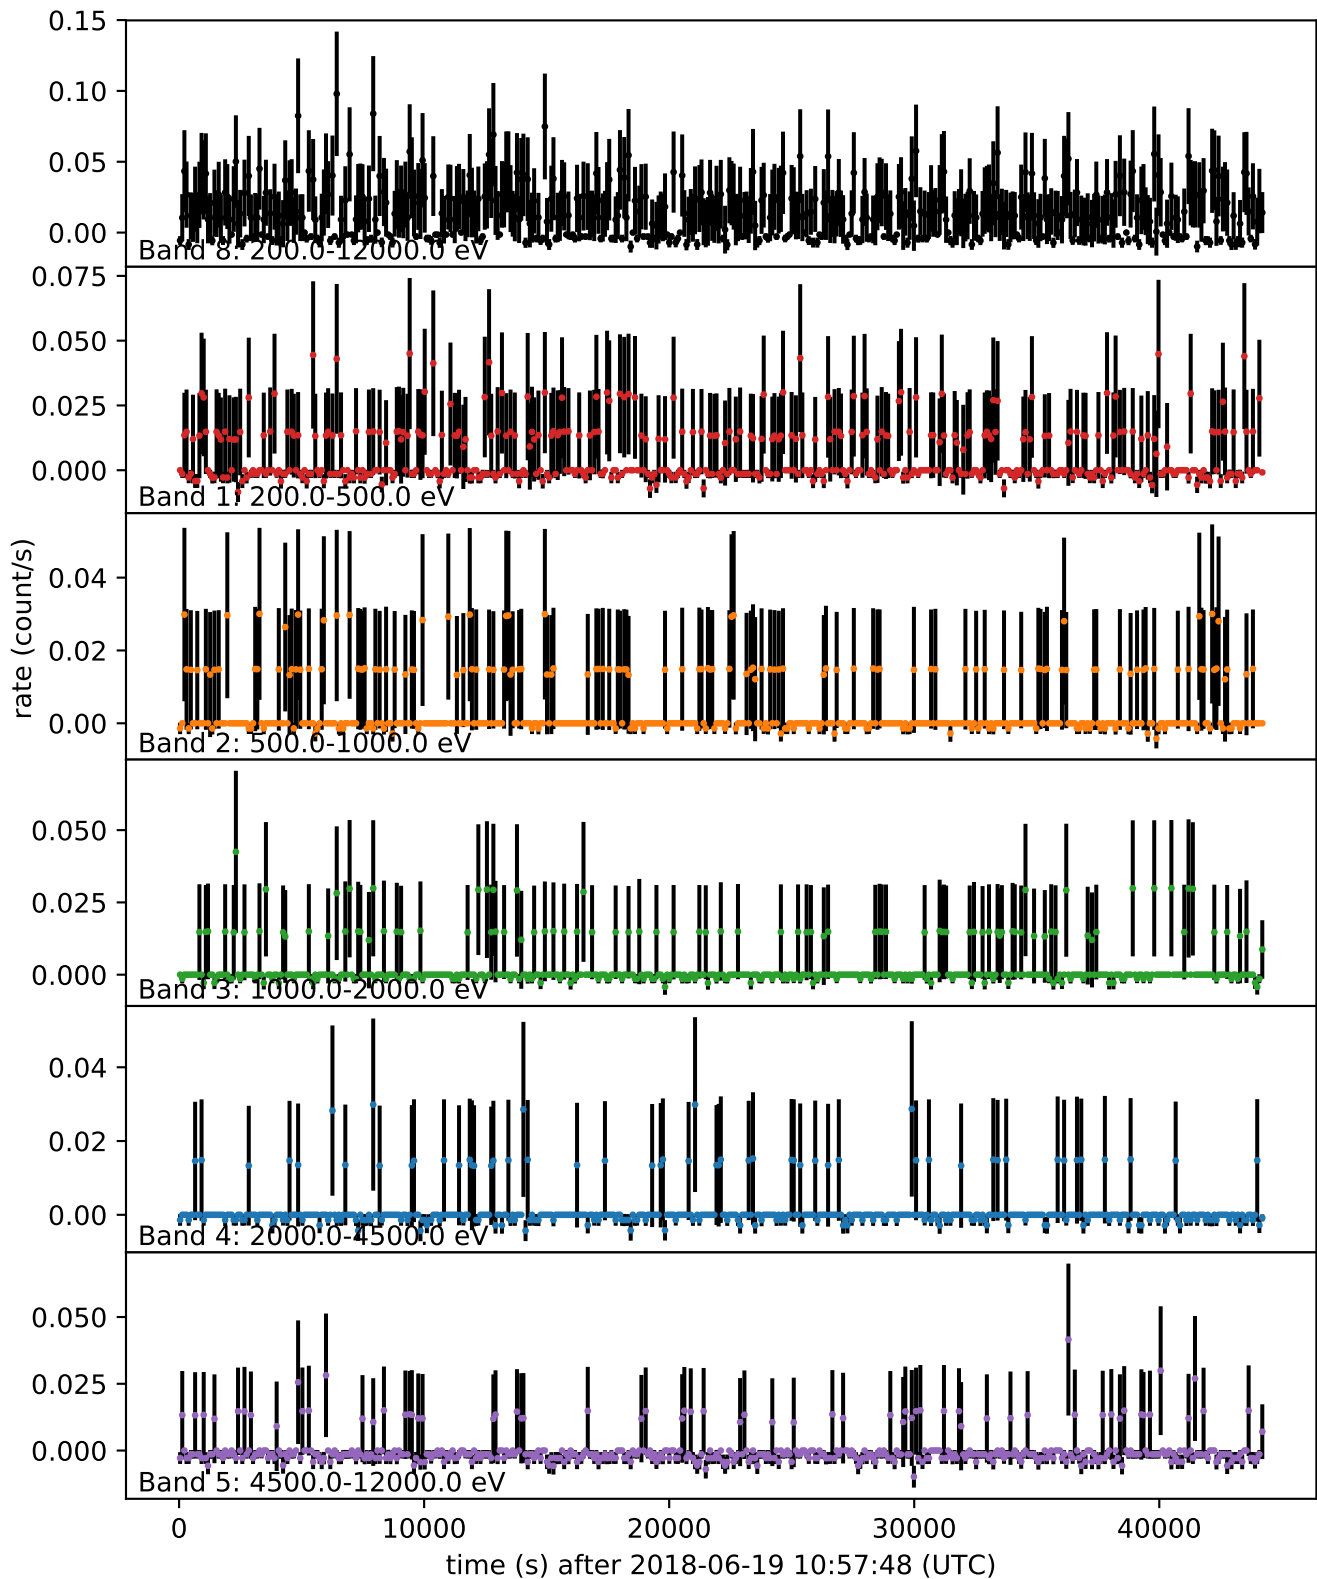 0.15
0.10
0.05
0.00
Band 8: 200.0-12000.0 eV
0.075
0.050
0.025
0.000
Band 1: 200.0-500.0 eV
0.04
0.02
0.00
Band 2: 500.0-1000.0 eV
rate (count/s)
0.050
0.025
0.000
Band 3: 1000.0-2000.0 eV
0.04
0.02
0.00
Band 4: 2000.0-4500.0 eV
0.050
0.025
0.000
Band 5: 4500.0-12000.0 eV
0 10000 20000 30000 40000
time (s) after 2018-06-19 10:57:48 (UTC)